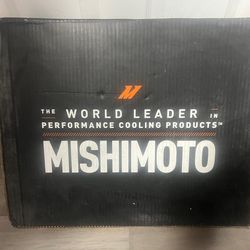 THE WORLD LEADER IN
PERFORMANCE COOLING PRODUCTS™
MISHIMOTO